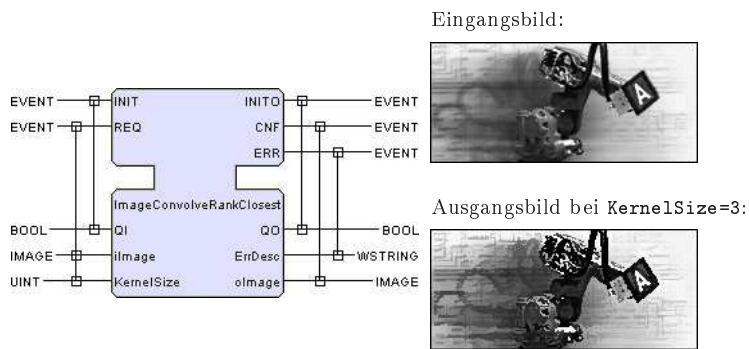 Eingangsbild:
EVENT INIT INITO EVENT
EVENT REQ CNF EVENT
ERR EVENT
A
ImageConvolveRankClosest
Ausgangsbild bei KernelSize=3:
BOOL QI QO BOOL
IMAGE iImage ErrDesc WSTRING
UINT KernelSize oImage IMAGE
A